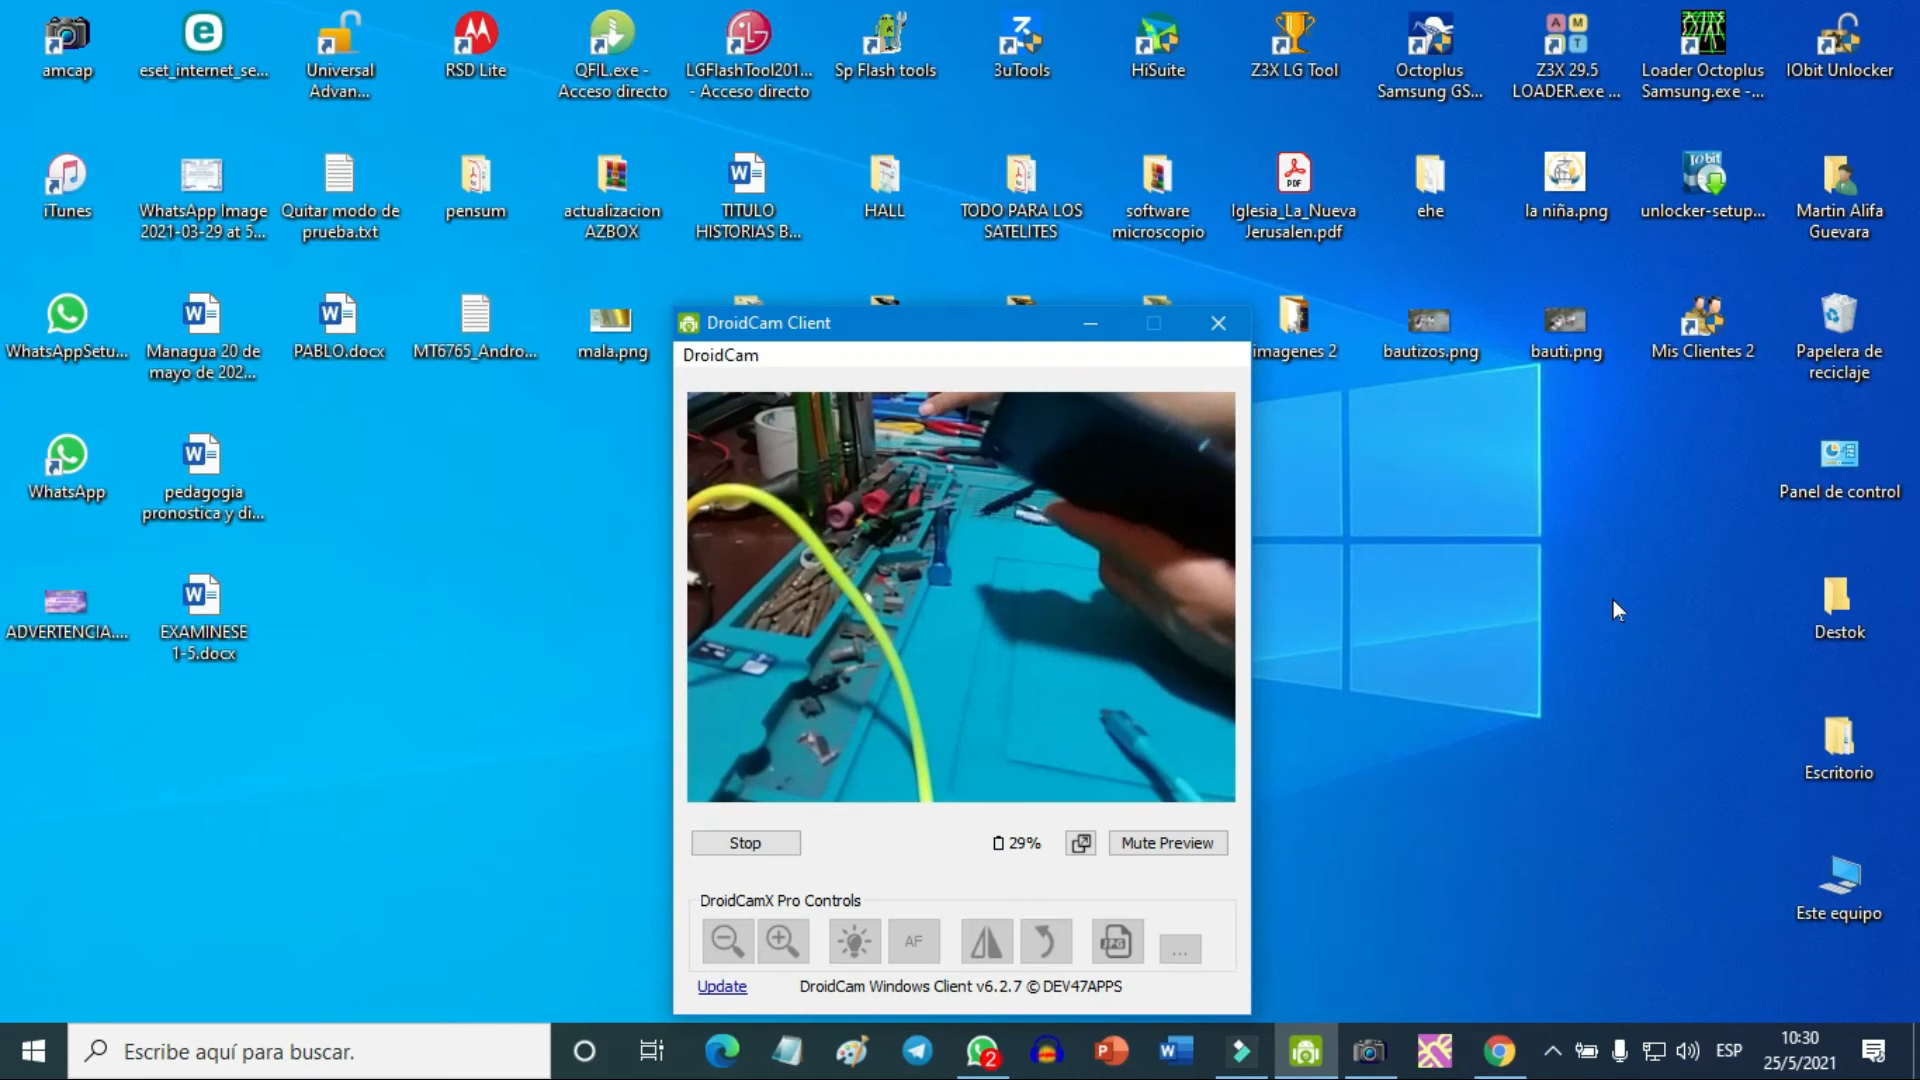 amcap
eset_internet_se...
Universal
Advan...
RSD Lite
QFIL.exe -
Acceso directo
LGFlashTool201...
- Acceso directo
Sp Flash tools
3uTools
HiSuite
Z3X LG Tool
Octoplus
Samsung GS...
Z3X 29.5
LOADER.exe ...
Loader Octoplus
Samsung.exe -...
IObit Unlocker
iTunes
WhatsApp Image
2021-03-29 at 5...
Quitar modo de
prueba.txt
pensum
actualizacion
AZBOX
TITULO
HISTORIAS B...
HALL
TODO PARA LOS
SATELITES
software
microscopio
Iglesia_La_Nueva
Jerusalen.pdf
ehe
la niña.png
unlocker-setup...
Martin Alifa
Guevara
WhatsAppSetu...
Managua 20 de
mayo de 202...
PABLO.docx
MT6765_Andro...
mala.png
imagenes 2
bautizos.png
bauti.png
Mis Clientes 2
Papelera de
reciclaje
WhatsApp
pedagogia
pronostica y di...
Panel de control
ADVERTENCIA....
EXAMINESE
1-5.docx
Destok
Escritorio
Este equipo
DroidCam Client
DroidCam
Stop
29%
Mute Preview
DroidCamX Pro Controls
AF
JPG
...
Update
DroidCam Windows Client v6.2.7 © DEV47APPS
Escribe aquí para buscar.
2
ESP
10:30
25/5/2021